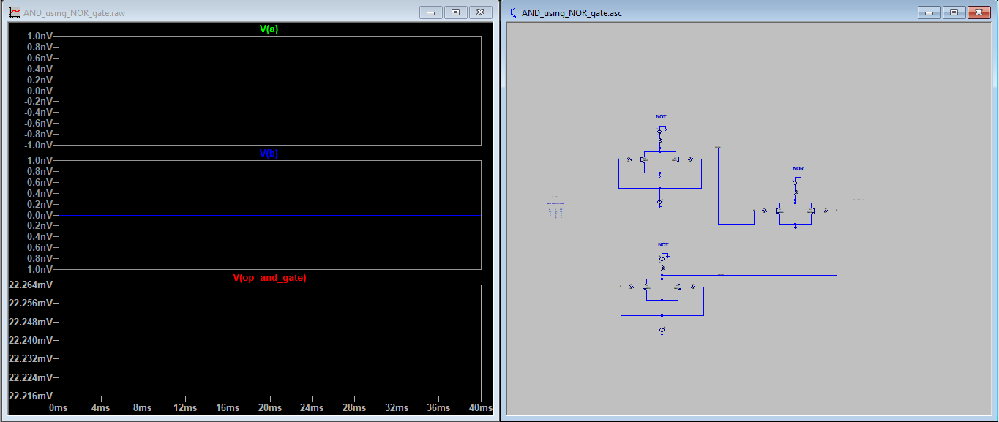 AND_using_NOR_gate.raw
V(a)
1.0nV
0.8nV
0.6nV
0.4nV
0.2nV
0.0nV
-0.2nV
-0.4nV
-0.6nV
-0.8nV
-1.0nV
V(b)
1.0nV
0.8nV
0.6nV
0.4nV
0.2nV
0.0nV
-0.2nV
-0.4nV
-0.6nV
-0.8nV
-1.0nV
V(op--and_gate)
22.264mV
22.256mV
22.248mV
22.240mV
22.232mV
22.224mV
22.216mV
0ms 4ms 8ms 12ms 16ms 20ms 24ms 28ms 32ms 36ms 40ms
AND_using_NOR_gate.asc
NOT
NOR
NOT